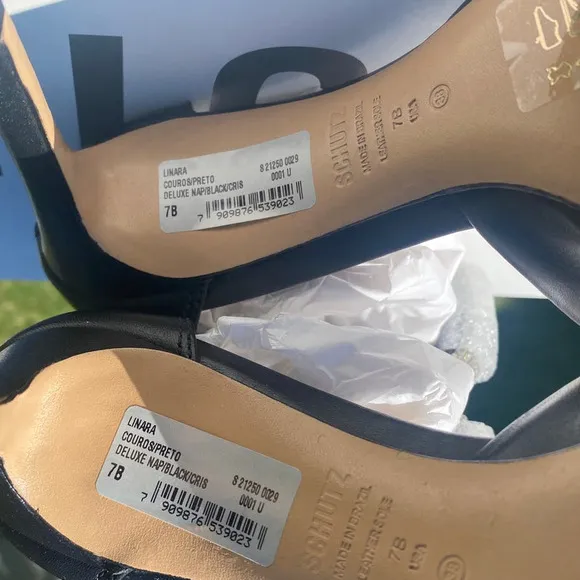 LINARA
COUROS/PRETO
DELUXE NAP/BLACK/CRIS
7B
S 21250 0029
0001 U
7 909876 539023
SCHUTZ
MADE IN BRAZIL
LEATHER SOLE
7B
USA
LINARA
COUROS/PRETO
DELUXE NAP/BLACK/CRIS
7B
S 21250 0029
0001 U
7 909876 539023
SCHUTZ
MADE IN BRAZIL
LEATHER SOLE
7B
USA